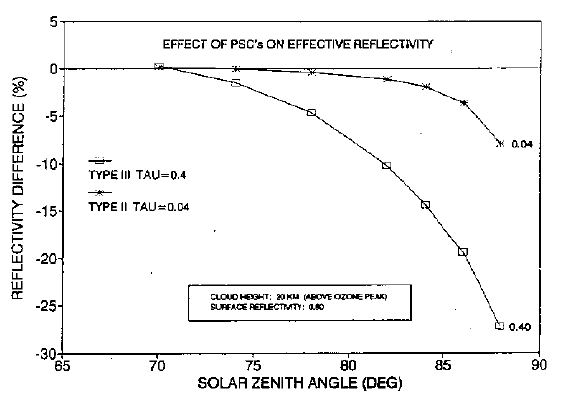 EFFECT OF PSC's ON EFFECTIVE REFLECTIVITY
5
0
-5
-10
-15
-20
-25
-30
REFLECTIVITY DIFFERENCE (%)
TYPE III TAU=0.4
TYPE II TAU=0.04
0.04
0.40
CLOUD HEIGHT: 20 KM (ABOVE OZONE PEAK)
SURFACE REFLECTIVITY: 0.80
65 70 75 80 85 90
SOLAR ZENITH ANGLE (DEG)